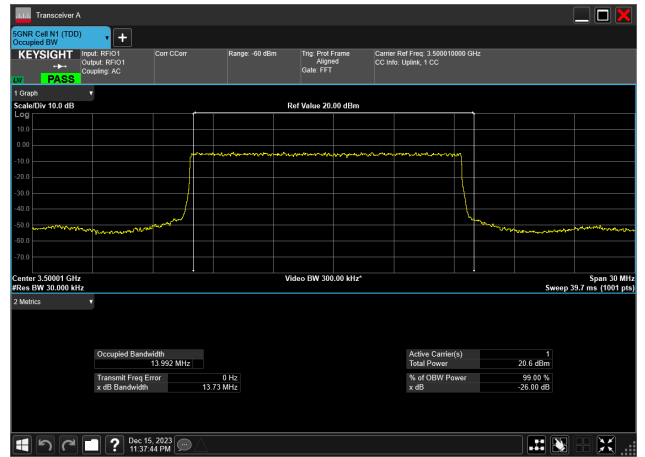 Transceiver A
5GNR Cell N1 (TDD)
Occupied BW
KEYSIGHT
LV PASS
Input: RFIO1
Output: RFIO1
Coupling: AC
Corr CCorr
Range: -60 dBm
Trig: Prot Frame
Aligned
Gate: FFT
Carrier Ref Freq: 3.500010000 GHz
CC Info: Uplink, 1 CC
1 Graph
Scale/Div 10.0 dB
Ref Value 20.00 dBm
Log
10.0
0.00
-10.0
-20.0
-30.0
-40.0
-50.0
-60.0
-70.0
Center 3.50001 GHz
Video BW 300.00 kHz*
Span 30 MHz
#Res BW 30.000 kHz
Sweep 39.7 ms (1001 pts)
2 Metrics
Occupied Bandwidth
13.992 MHz
Active Carrier(s) 1
Total Power 20.6 dBm
Transmit Freq Error 0 Hz
x dB Bandwidth 13.73 MHz
% of OBW Power 99.00 %
x dB -26.00 dB
Dec 15, 2023
11:37:44 PM